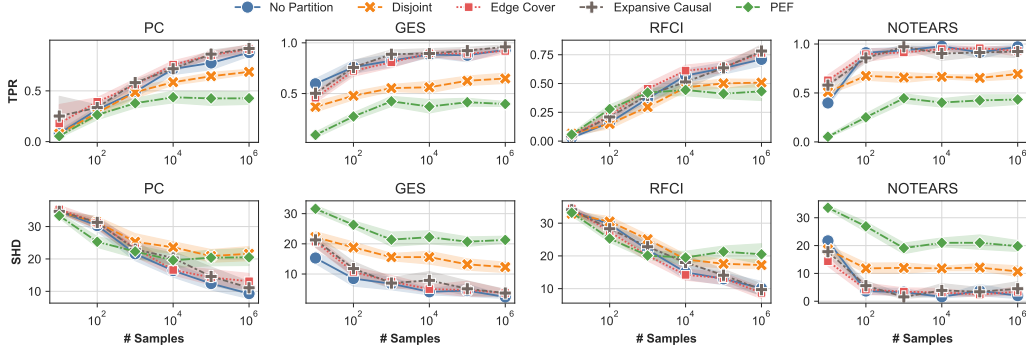 No Partition Disjoint Edge Cover Expansive Causal PEF
PC GES RFCI NOTEARS
TPR
0.0 0.5
10^2 10^4 10^6
0.5 1.0
10^2 10^4 10^6
0.00 0.25 0.50 0.75
10^2 10^4 10^6
0.0 0.5 1.0
10^2 10^4 10^6
PC GES RFCI NOTEARS
SHD
10 20 30
10^2 10^4 10^6
10 20 30
10^2 10^4 10^6
10 20 30
10^2 10^4 10^6
0 10 20 30
10^2 10^4 10^6
# Samples # Samples # Samples # Samples